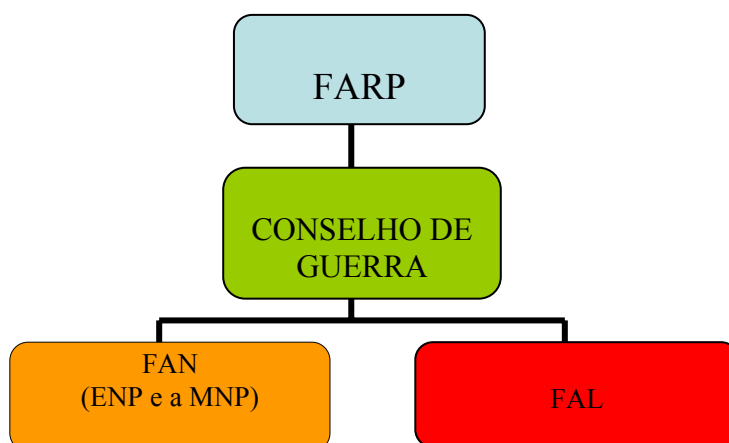 FARP
CONSELHO DE
GUERRA
FAN
(ENP e a MNP)
FAL